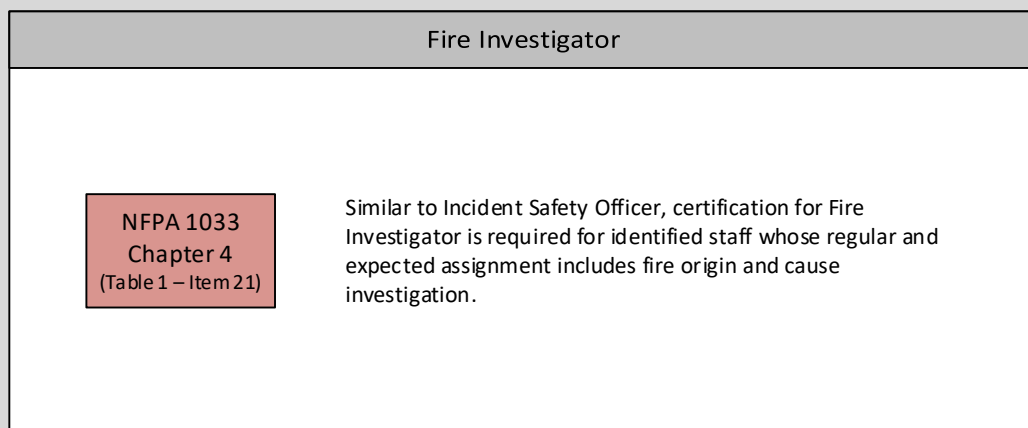 Fire Investigator
NFPA 1033
Chapter 4
(Table 1 – Item 21)
Similar to Incident Safety Officer, certification for Fire
Investigator is required for identified staff whose regular and
expected assignment includes fire origin and cause
investigation.